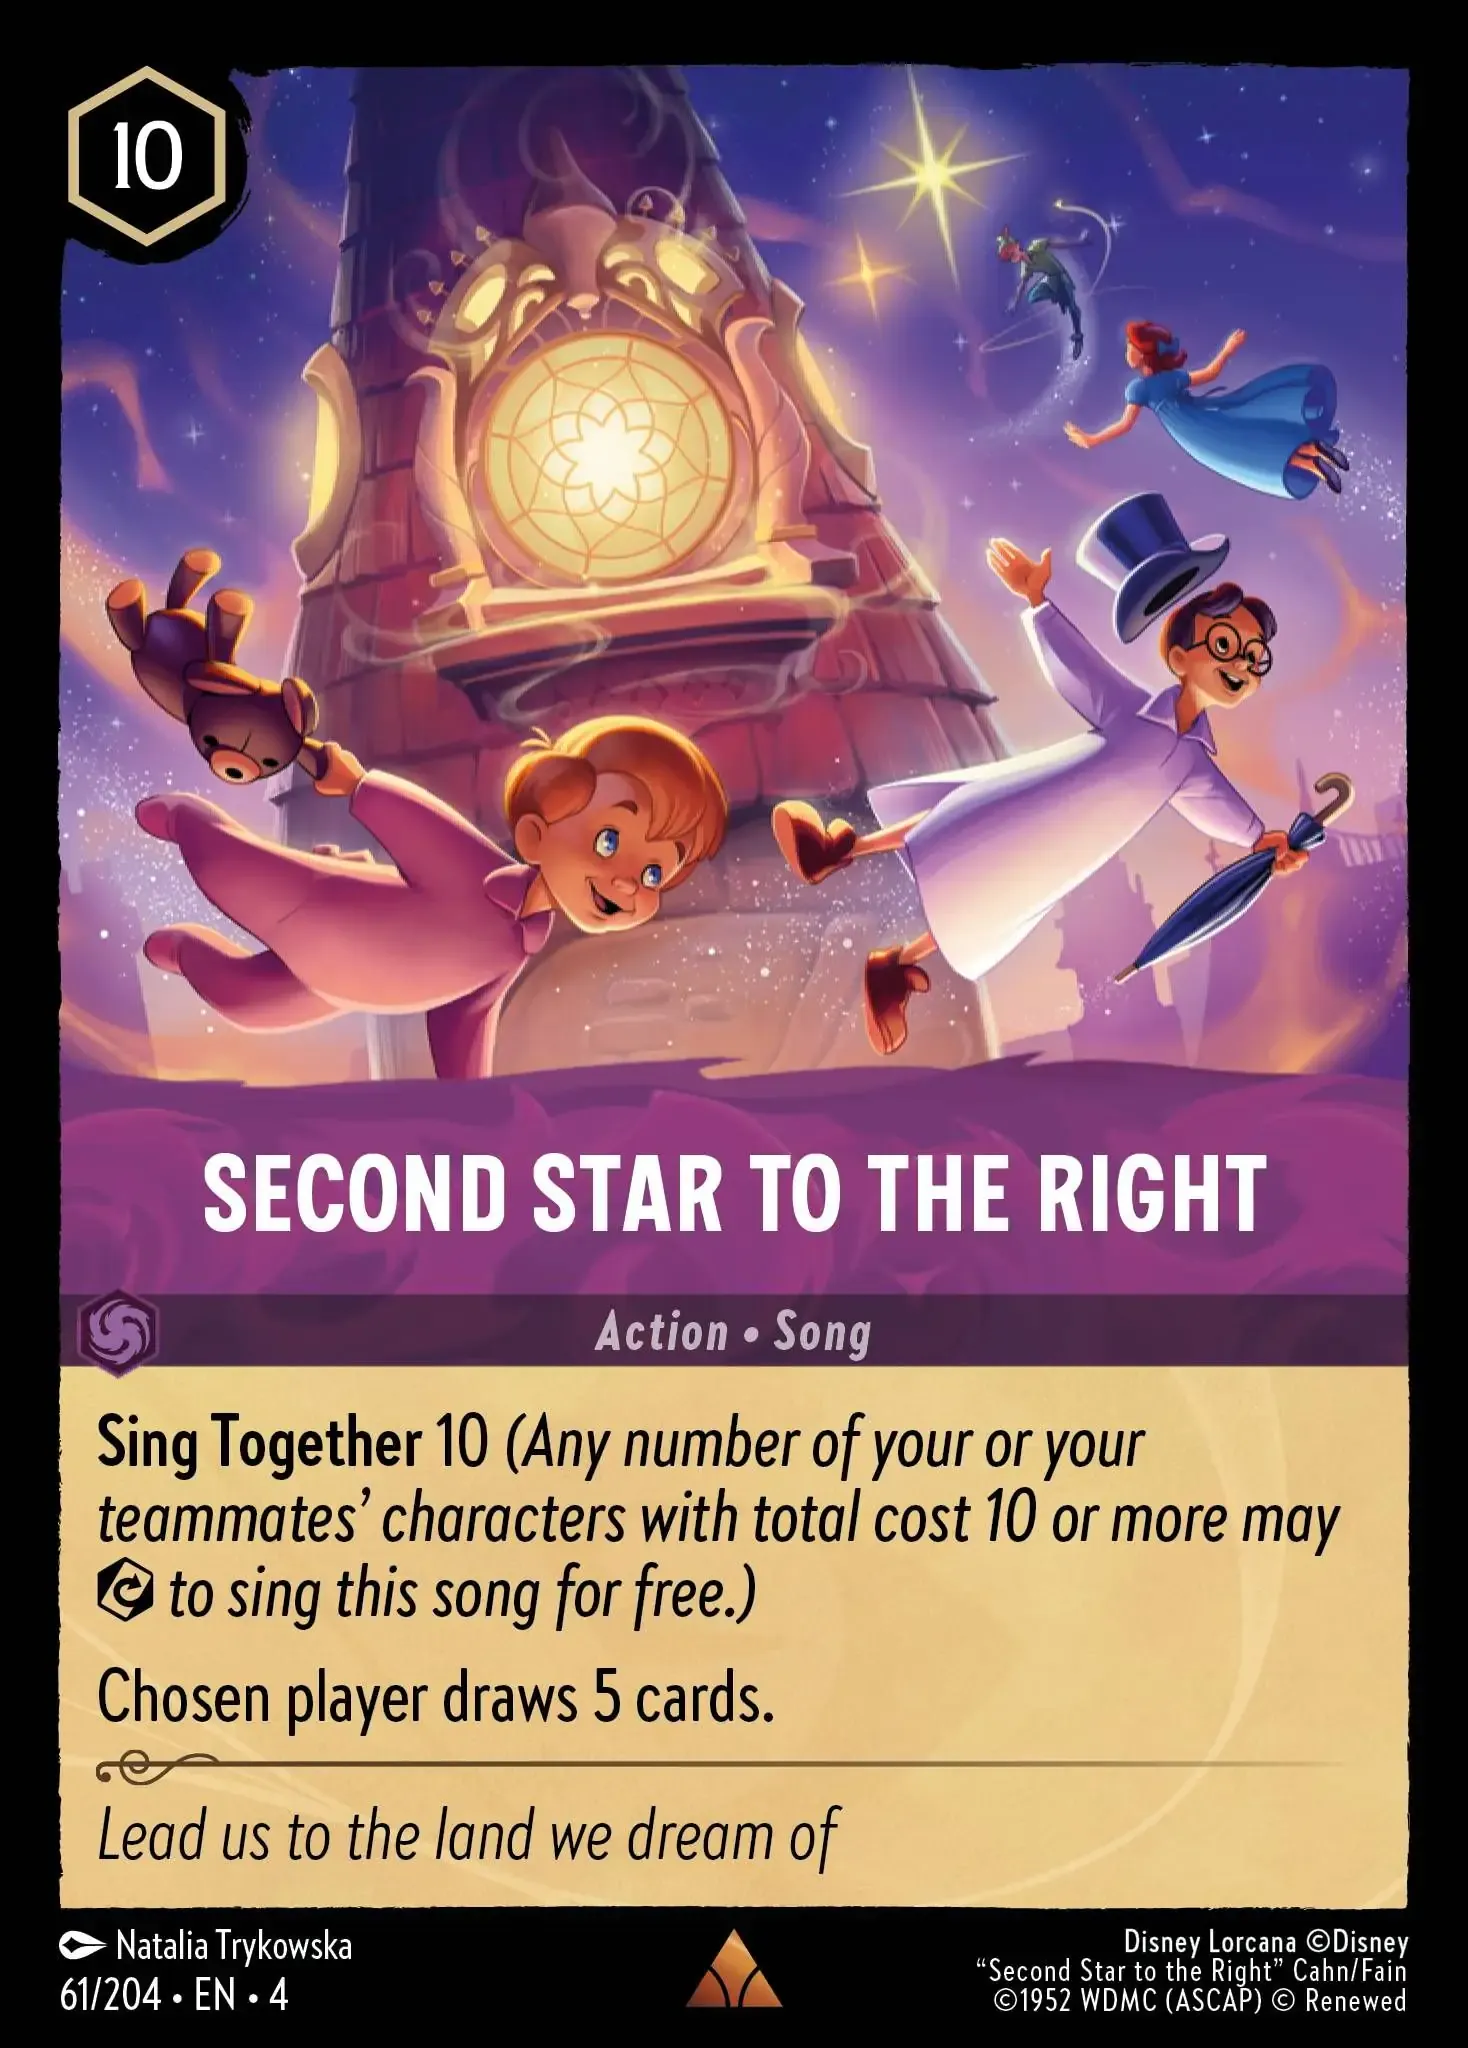 10
SECOND STAR TO THE RIGHT
Action • Song
Sing Together 10 (Any number of your or your
teammates’ characters with total cost 10 or more may
to sing this song for free.)
Chosen player draws 5 cards.
Lead us to the land we dream of
Natalia Trykowska
61/204 • EN • 4
Disney Lorcana ©Disney
“Second Star to the Right” Cahn/Fain
©1952 WDMC (ASCAP) © Renewed